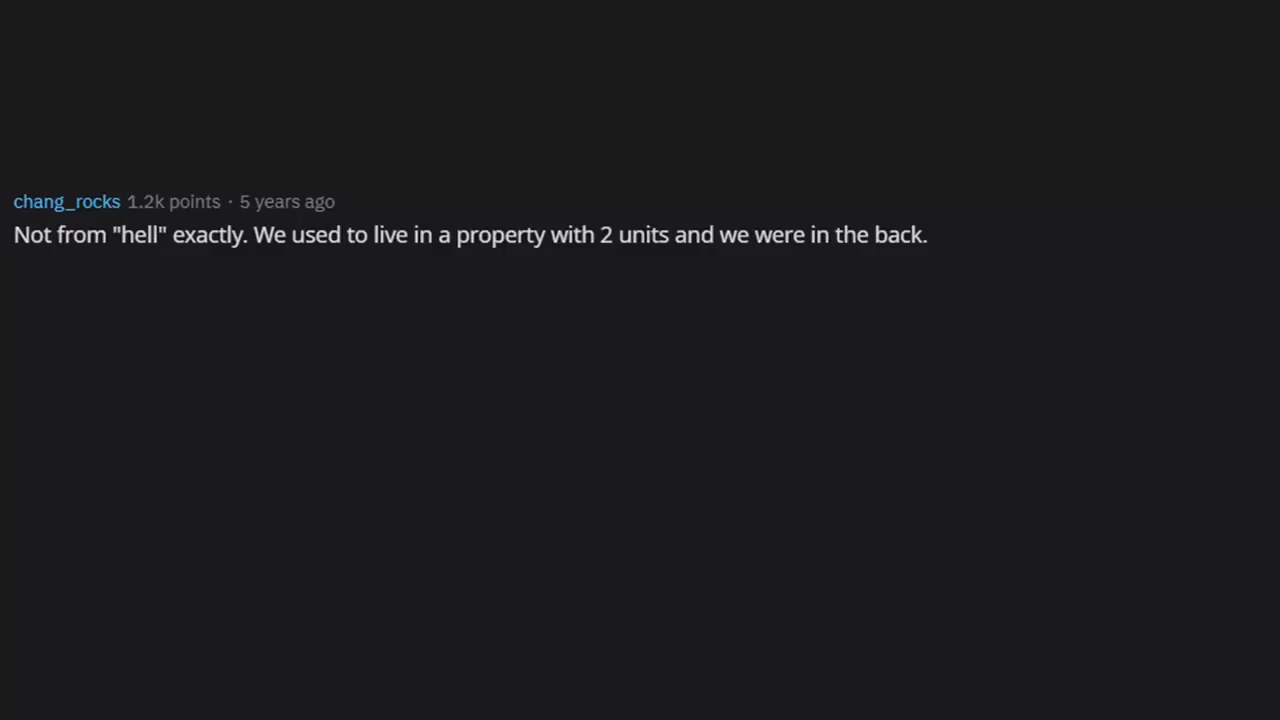 chang_rocks 1.2k points · 5 years ago
Not from "hell" exactly. We used to live in a property with 2 units and we were in the back.